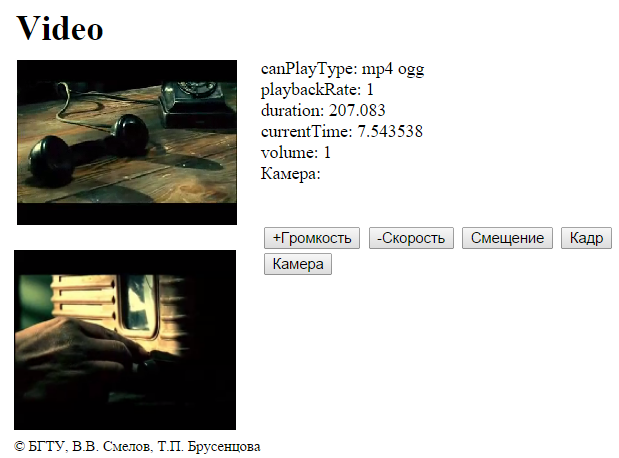 Video
canPlayType: mp4 ogg
playbackRate: 1
duration: 207.083
currentTime: 7.543538
volume: 1
Камера:
+Громкость -Скорость Смещение Кадр
Камера
© БГТУ, В.В. Смелов, Т.П. Брусенцова